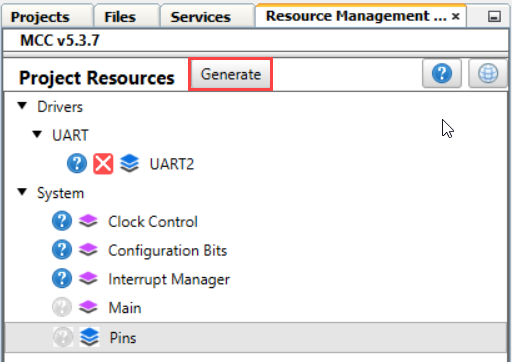 Projects Files Services Resource Management ... ×
MCC v5.3.7
Project Resources Generate
Drivers
UART
UART2
System
Clock Control
Configuration Bits
Interrupt Manager
Main
Pins